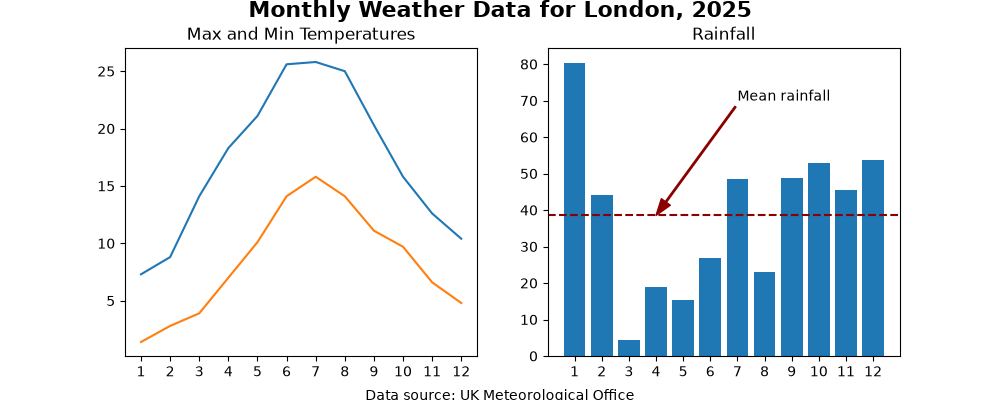 Monthly Weather Data for London, 2025
Max and Min Temperatures
25
20
15
10
5
1 2 3 4 5 6 7 8 9 10 11 12
Rainfall
80
70
60
50
40
30
20
10
0
Mean rainfall
1 2 3 4 5 6 7 8 9 10 11 12
Data source: UK Meteorological Office